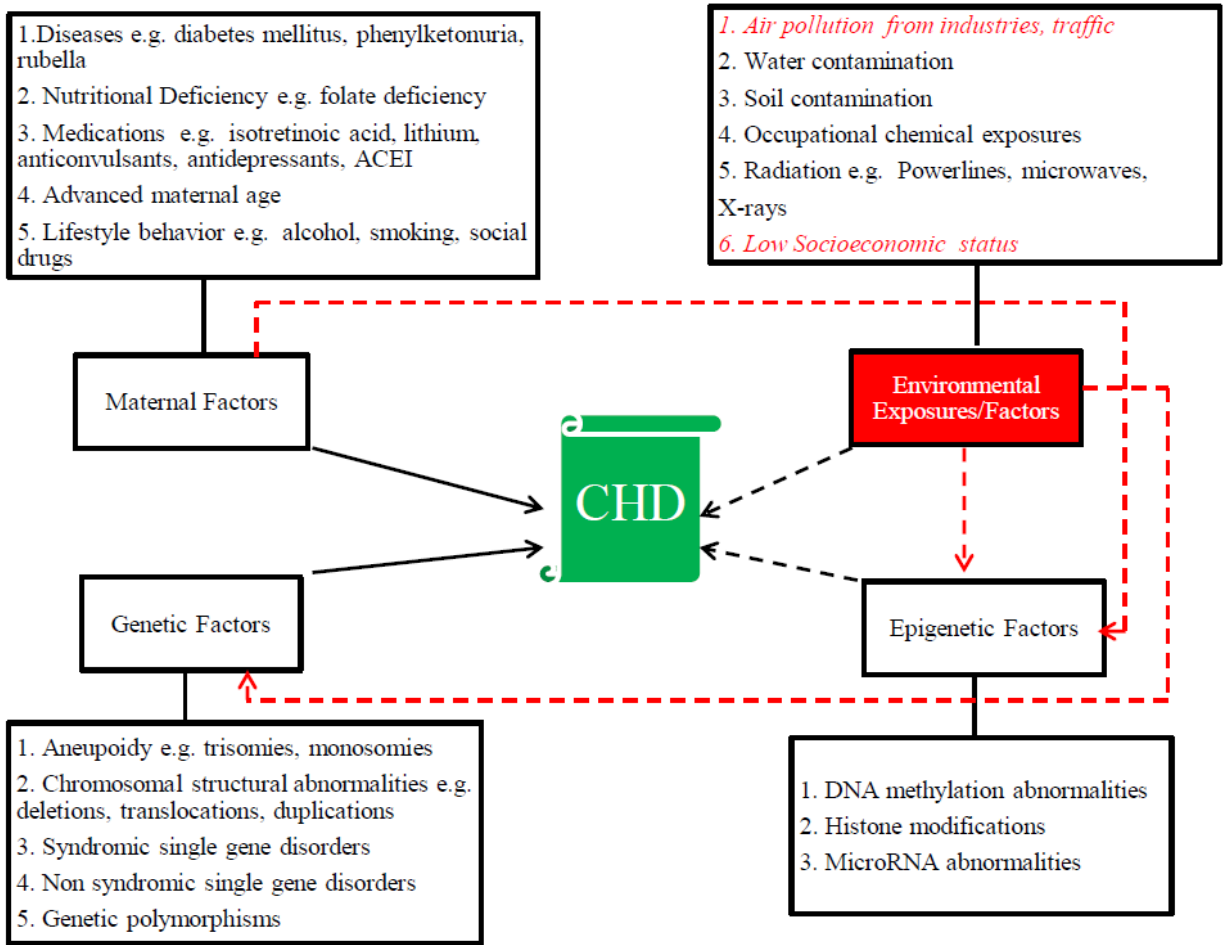 1.Diseases e.g. diabetes mellitus, phenylketonuria,
rubella
2. Nutritional Deficiency e.g. folate deficiency
3. Medications e.g. isotretinoic acid, lithium,
anticonvulsants, antidepressants, ACEI
4. Advanced maternal age
5. Lifestyle behavior e.g. alcohol, smoking, social
drugs
1. Air pollution from industries, traffic
2. Water contamination
3. Soil contamination
4. Occupational chemical exposures
5. Radiation e.g. Powerlines, microwaves,
X-rays
6. Low Socioeconomic status
Maternal Factors
Environmental
Exposures/Factors
CHD
Genetic Factors
Epigenetic Factors
1. Aneupoidy e.g. trisomies, monosomies
2. Chromosomal structural abnormalities e.g.
deletions, translocations, duplications
3. Syndromic single gene disorders
4. Non syndromic single gene disorders
5. Genetic polymorphisms
1. DNA methylation abnormalities
2. Histone modifications
3. MicroRNA abnormalities